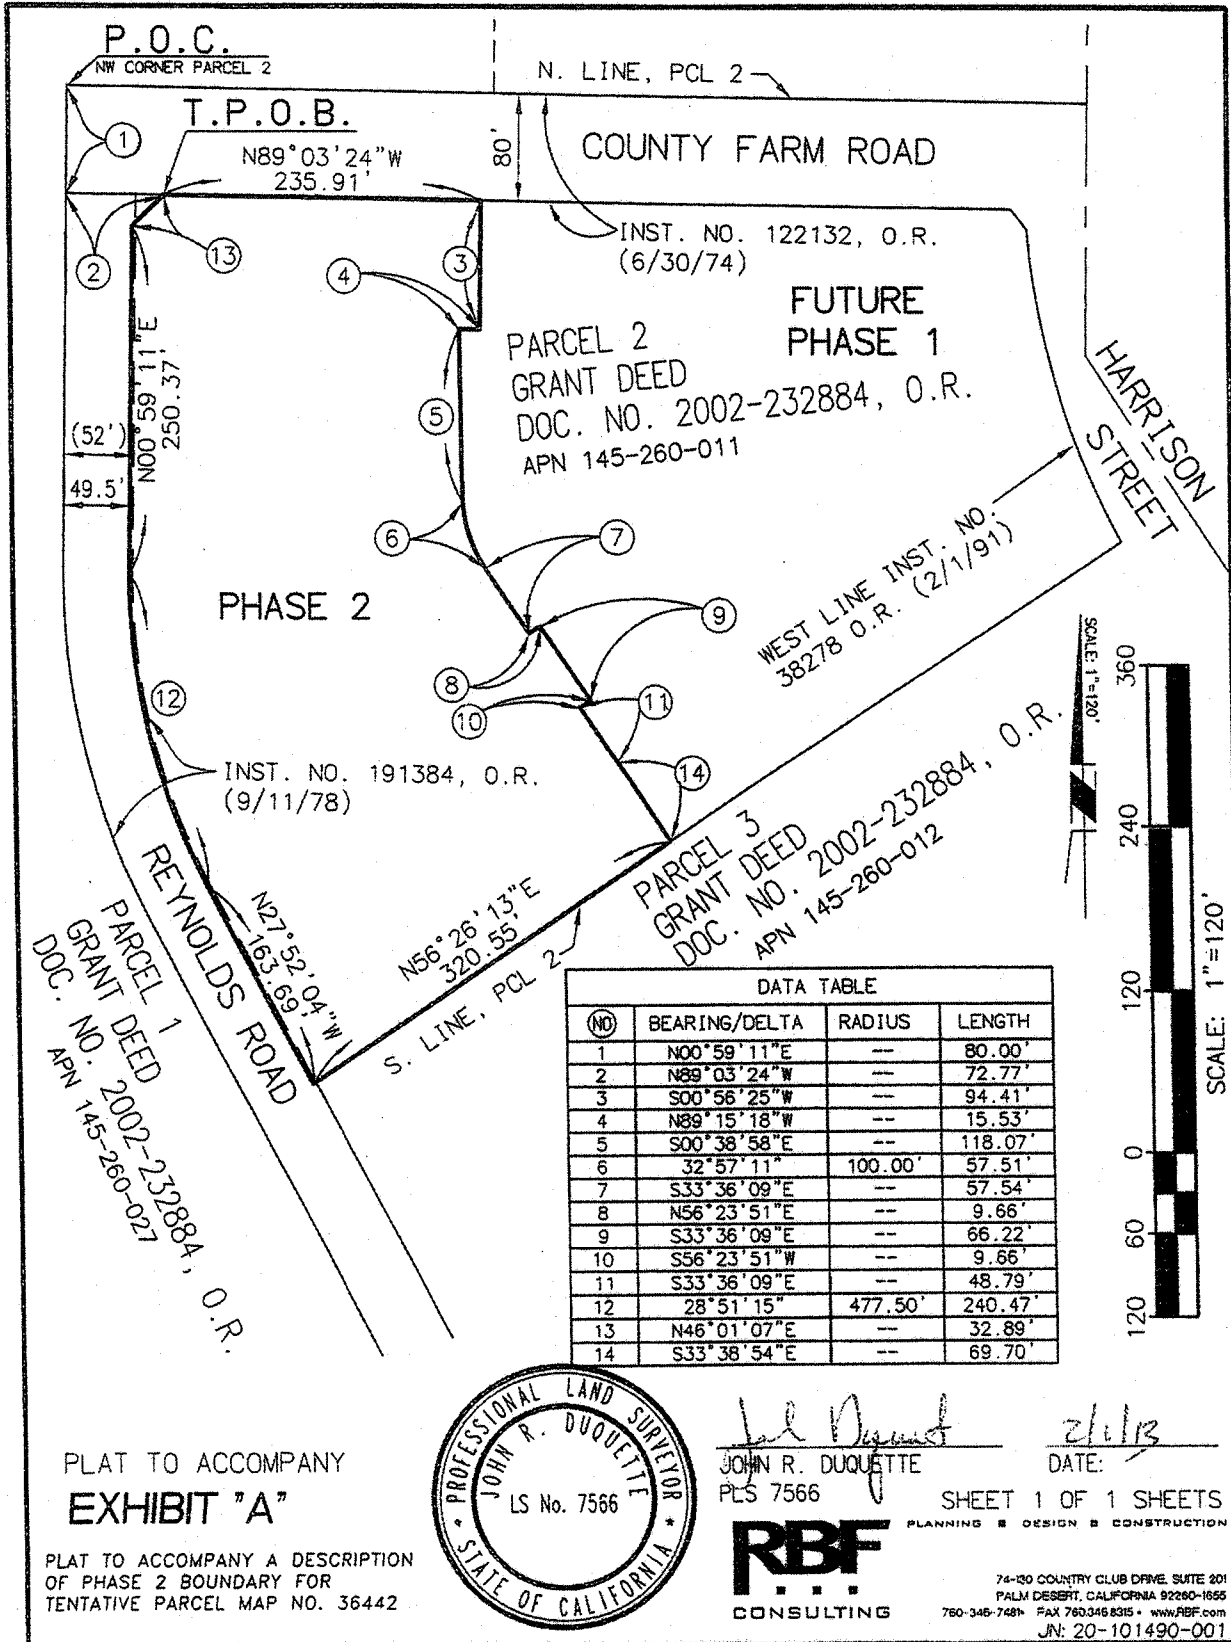 P.O.C.
NW CORNER PARCEL 2
N. LINE, PCL 2
T.P.O.B.
1
N89°03'24"W
235.91'
80'
COUNTY FARM ROAD
INST. NO. 122132, O.R.
(6/30/74)
2
13
4
3
FUTURE
PHASE 1
PARCEL 2
GRANT DEED
DOC. NO. 2002-232884, O.R.
APN 145-260-011
HARRISON
STREET
N00°59'11"E
250.37'
5
(52')
49.5'
6
7
WEST LINE INST. NO.
38278 O.R. (2/1/91)
PHASE 2
9
8
10
11
12
14
INST. NO. 191384, O.R.
(9/11/78)
SCALE: 1"=120'
360
240
120
0
60
120
SCALE: 1"=120'
REYNOLDS ROAD
N27°52'04"W
163.69'
N56°26'13"E
320.55'
S. LINE, PCL 2
PARCEL 3
GRANT DEED
DOC. NO. 2002-232884, O.R.
APN 145-260-012
PARCEL 1
GRANT DEED
DOC. NO. 2002-232884, O.R.
APN 145-260-027
DATA TABLE
NO BEARING/DELTA RADIUS LENGTH
1 N00°59'11"E -- 80.00'
2 N89°03'24"W -- 72.77'
3 S00°56'25"W -- 94.41'
4 N89°15'18"W -- 15.53'
5 S00°38'58"E -- 118.07'
6 32°57'11" 100.00' 57.51'
7 S33°36'09"E -- 57.54'
8 N56°23'51"E -- 9.66'
9 S33°36'09"E -- 66.22'
10 S56°23'51"W -- 9.66'
11 S33°36'09"E -- 48.79'
12 28°51'15" 477.50' 240.47'
13 N46°01'07"E -- 32.89'
14 S33°38'54"E -- 69.70'
PLAT TO ACCOMPANY
EXHIBIT "A"
PLAT TO ACCOMPANY A DESCRIPTION
OF PHASE 2 BOUNDARY FOR
TENTATIVE PARCEL MAP NO. 36442
PROFESSIONAL LAND SURVEYOR
JOHN R. DUQUETTE
LS No. 7566
* STATE OF CALIFORNIA *
2/1/13
JOHN R. DUQUETTE
DATE:
PLS 7566
SHEET 1 OF 1 SHEETS
PLANNING ■ DESIGN ■ CONSTRUCTION
RBF
CONSULTING
74-130 COUNTRY CLUB DRIVE, SUITE 201
PALM DESERT, CALIFORNIA 92260-1655
760-346-7481 • FAX 760.346.8315 • www.RBF.com
JN: 20-101490-001